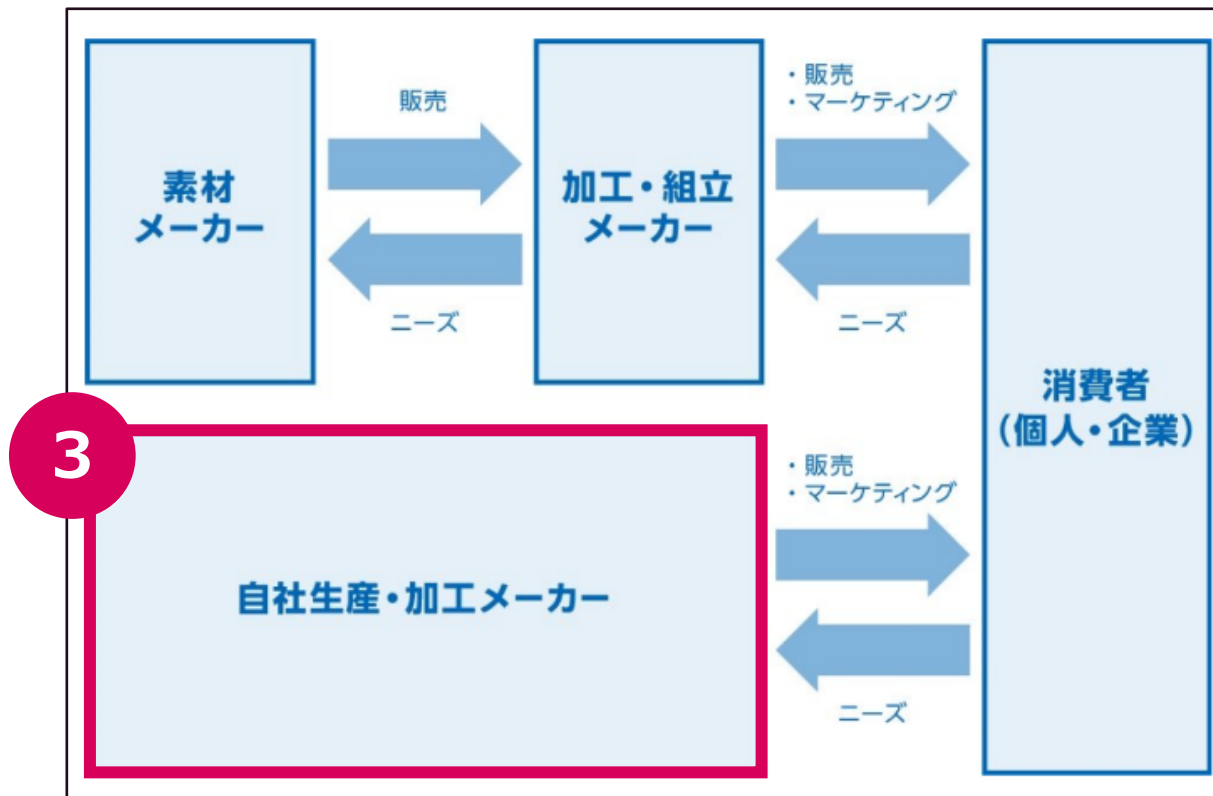 素材
メーカー
販売
ニーズ
加工・組立
メーカー
・販売
・マーケティング
ニーズ
消費者
(個人・企業)
3
自社生産・加工メーカー
・販売
・マーケティング
ニーズ